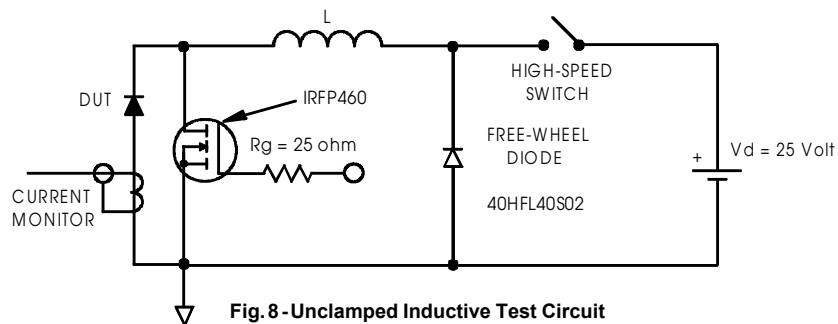 L
HIGH-SPEED
SWITCH
DUT
IRFP460
Rg = 25 ohm
FREE-WHEEL
DIODE
+
Vd = 25 Volt
CURRENT
MONITOR
40HFL40S02
Fig. 8 - Unclamped Inductive Test Circuit